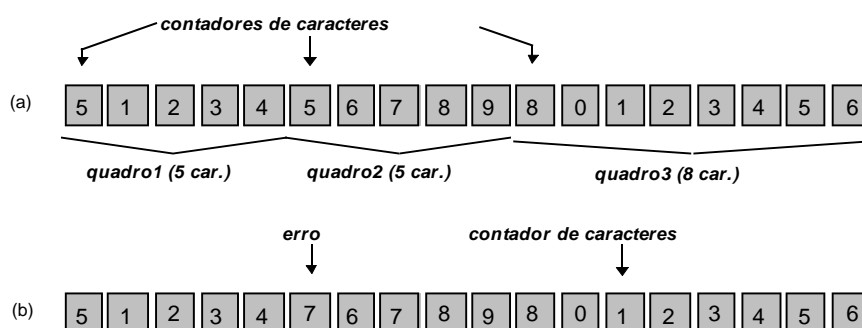 contadores de caracteres
(a) 5 1 2 3 4 5 6 7 8 9 8 0 1 2 3 4 5 6
quadro1 (5 car.) quadro2 (5 car.) quadro3 (8 car.)
erro contador de caracteres
(b) 5 1 2 3 4 7 6 7 8 9 8 0 1 2 3 4 5 6